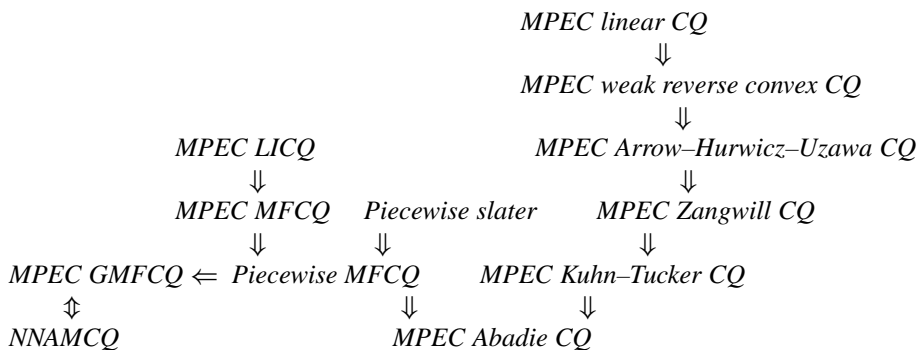 MPEC linear CQ
⇓
MPEC weak reverse convex CQ
⇓
MPEC LICQ MPEC Arrow–Hurwicz–Uzawa CQ
⇓ ⇓
MPEC MFCQ Piecewise slater MPEC Zangwill CQ
⇓ ⇓ ⇓
MPEC GMFCQ ⇐ Piecewise MFCQ MPEC Kuhn–Tucker CQ
⇕ ⇓ ⇓
NNAMCQ MPEC Abadie CQ